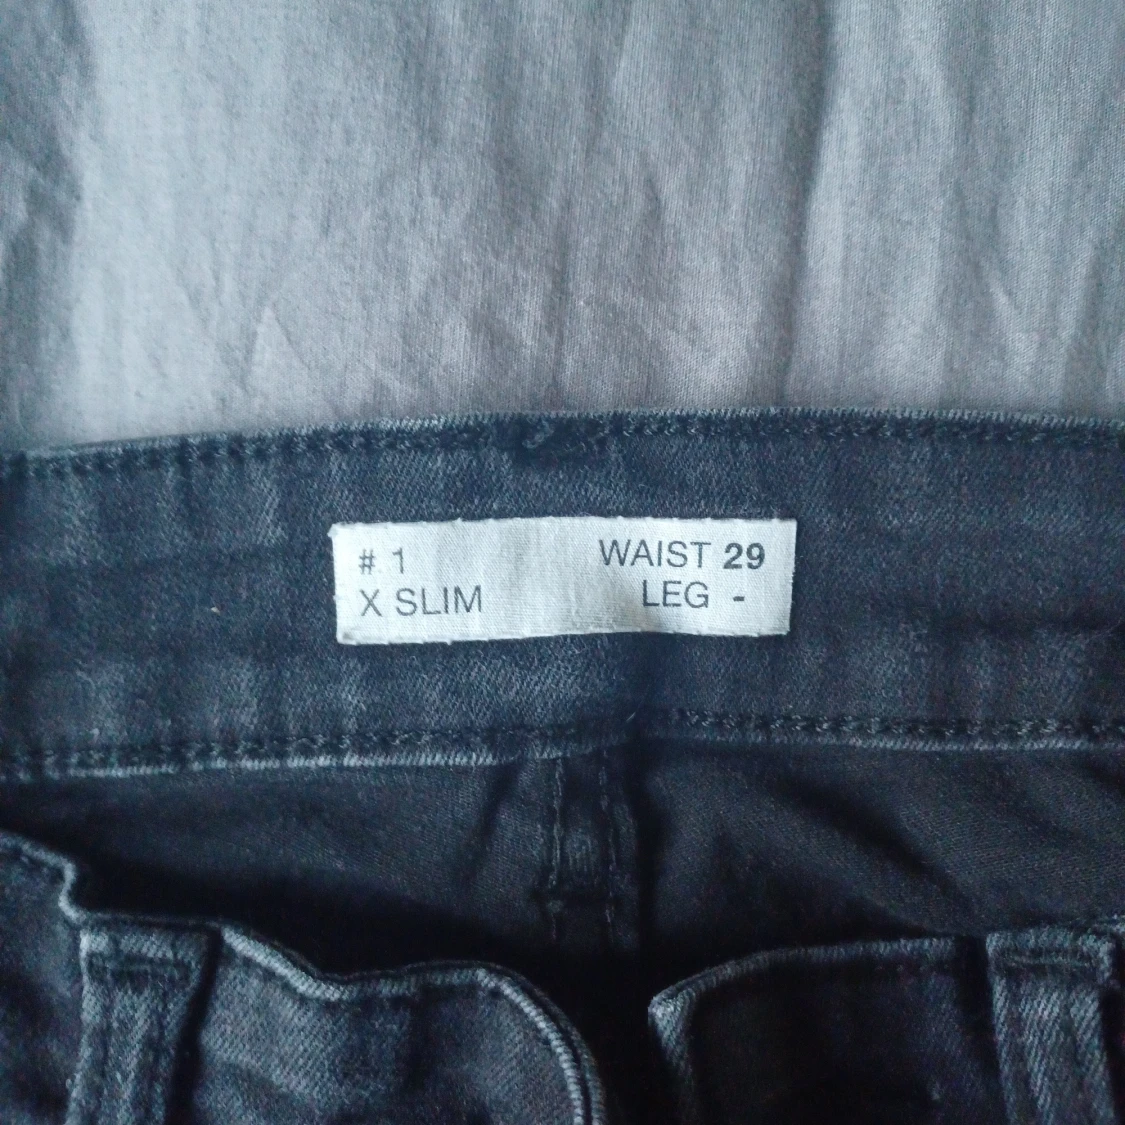 # 1 WAIST 29
X SLIM LEG -